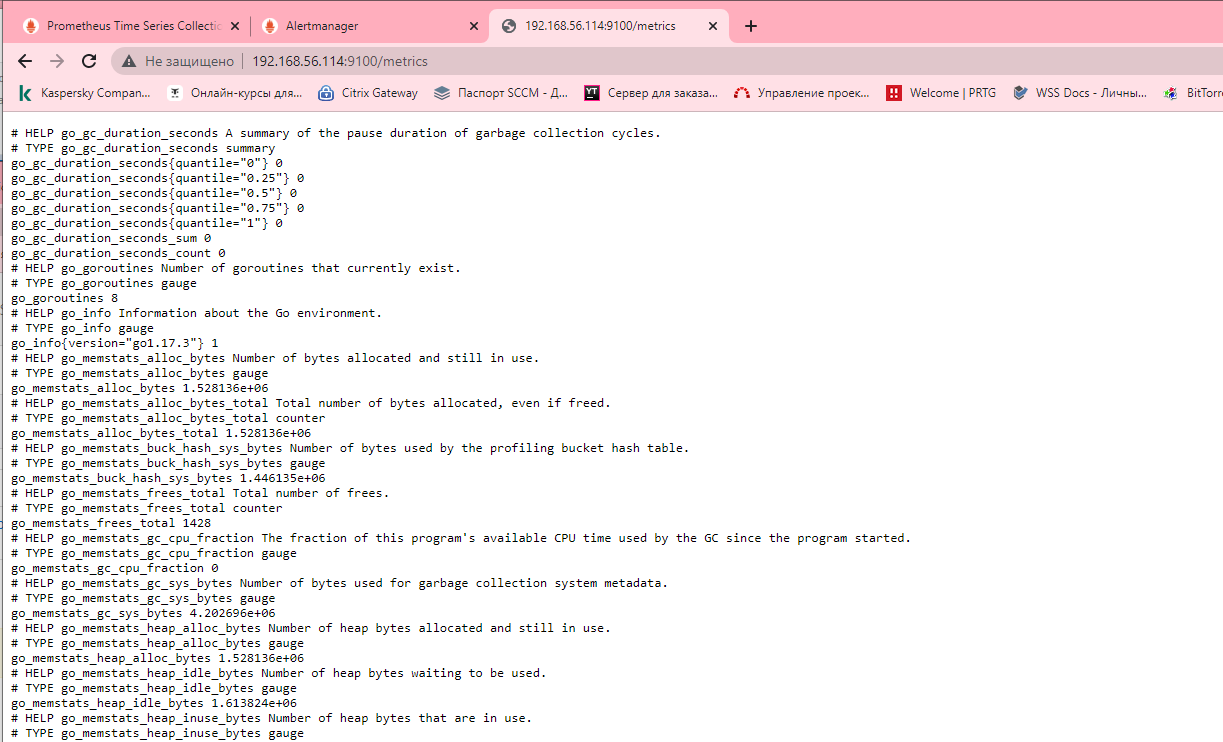 Prometheus Time Series Collectio
Alertmanager
192.168.56.114:9100/metrics
Не защищено
192.168.56.114:9100/metrics
Kaspersky Compan...
Онлайн-курсы для...
Citrix Gateway
Паспорт SCCM - Д...
YT
Сервер для заказа...
Управление проек...
Welcome | PRTG
WSS Docs - Личны...
BitTorre
# HELP go_gc_duration_seconds A summary of the pause duration of garbage collection cycles.
# TYPE go_gc_duration_seconds summary
go_gc_duration_seconds{quantile="0"} 0
go_gc_duration_seconds{quantile="0.25"} 0
go_gc_duration_seconds{quantile="0.5"} 0
go_gc_duration_seconds{quantile="0.75"} 0
go_gc_duration_seconds{quantile="1"} 0
go_gc_duration_seconds_sum 0
go_gc_duration_seconds_count 0
# HELP go_goroutines Number of goroutines that currently exist.
# TYPE go_goroutines gauge
go_goroutines 8
# HELP go_info Information about the Go environment.
# TYPE go_info gauge
go_info{version="go1.17.3"} 1
# HELP go_memstats_alloc_bytes Number of bytes allocated and still in use.
# TYPE go_memstats_alloc_bytes gauge
go_memstats_alloc_bytes 1.528136e+06
# HELP go_memstats_alloc_bytes_total Total number of bytes allocated, even if freed.
# TYPE go_memstats_alloc_bytes_total counter
go_memstats_alloc_bytes_total 1.528136e+06
# HELP go_memstats_buck_hash_sys_bytes Number of bytes used by the profiling bucket hash table.
# TYPE go_memstats_buck_hash_sys_bytes gauge
go_memstats_buck_hash_sys_bytes 1.446135e+06
# HELP go_memstats_frees_total Total number of frees.
# TYPE go_memstats_frees_total counter
go_memstats_frees_total 1428
# HELP go_memstats_gc_cpu_fraction The fraction of this program's available CPU time used by the GC since the program started.
# TYPE go_memstats_gc_cpu_fraction gauge
go_memstats_gc_cpu_fraction 0
# HELP go_memstats_gc_sys_bytes Number of bytes used for garbage collection system metadata.
# TYPE go_memstats_gc_sys_bytes gauge
go_memstats_gc_sys_bytes 4.202696e+06
# HELP go_memstats_heap_alloc_bytes Number of heap bytes allocated and still in use.
# TYPE go_memstats_heap_alloc_bytes gauge
go_memstats_heap_alloc_bytes 1.528136e+06
# HELP go_memstats_heap_idle_bytes Number of heap bytes waiting to be used.
# TYPE go_memstats_heap_idle_bytes gauge
go_memstats_heap_idle_bytes 1.613824e+06
# HELP go_memstats_heap_inuse_bytes Number of heap bytes that are in use.
# TYPE go_memstats_heap_inuse_bytes gauge